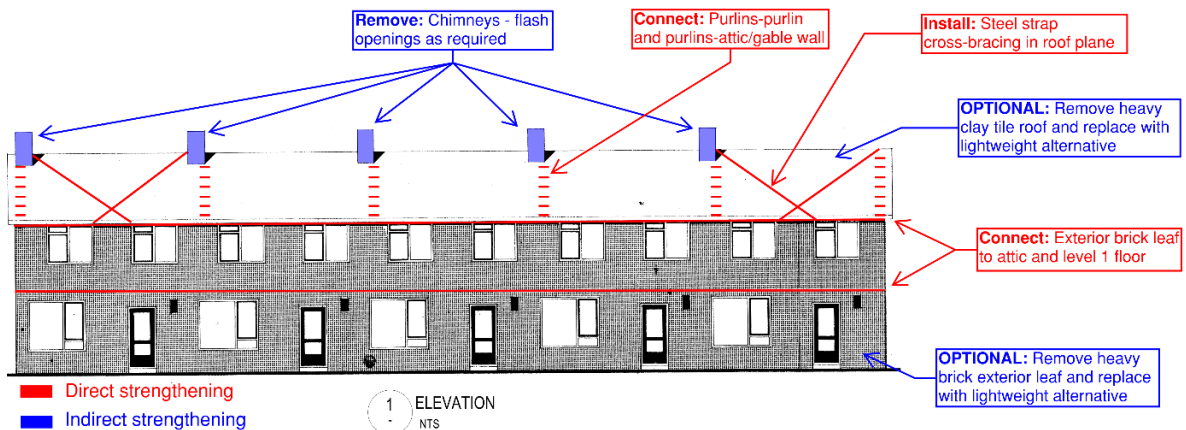 Remove: Chimneys - flash
openings as required
Connect: Purlins-purlin
and purlins-attic/gable wall
Install: Steel strap
cross-bracing in roof plane
OPTIONAL: Remove heavy
clay tile roof and replace with
lightweight alternative
Connect: Exterior brick leaf
to attic and level 1 floor
OPTIONAL: Remove heavy
brick exterior leaf and replace
with lightweight alternative
Direct strengthening
Indirect strengthening
1
-
ELEVATION
NTS